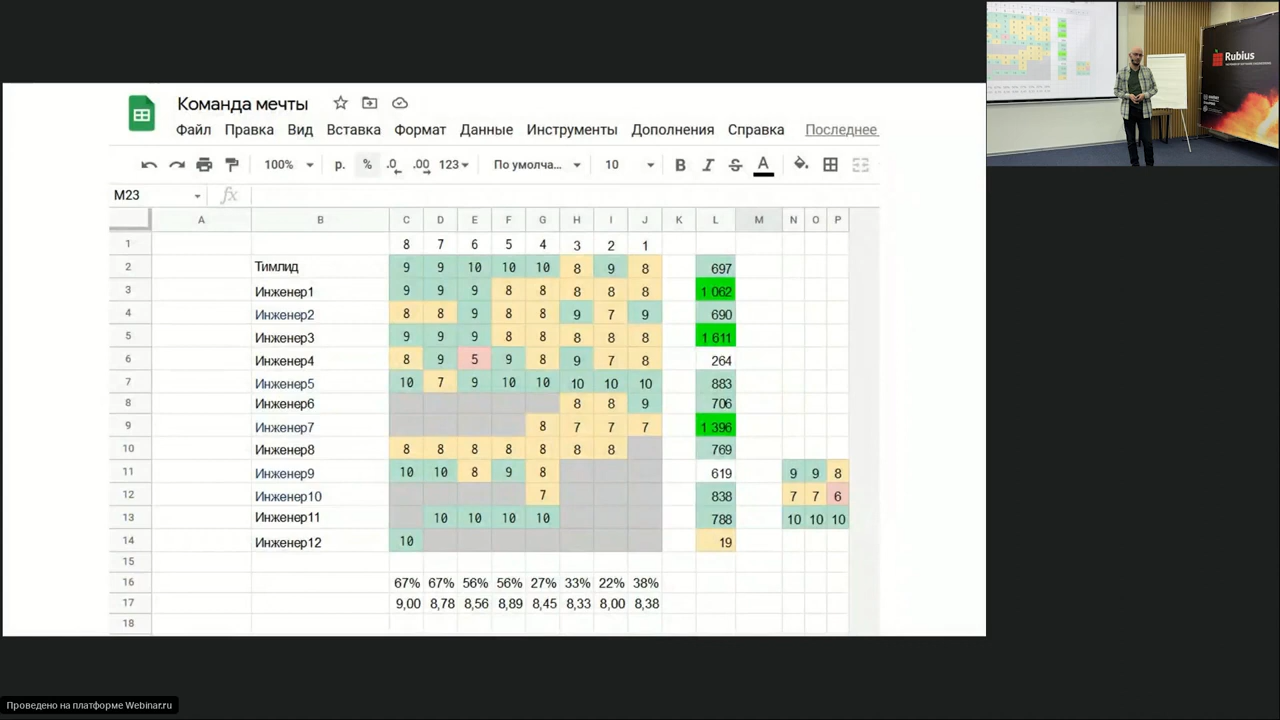 Команда мечты
Файл Правка Вид Вставка Формат Данные Инструменты Дополнения Справка Последнее
100% р. % .0 .00 123 По умолча... 10 B I S A
M23 fx
A B C D E F G H I J K L M N O P
1 8 7 6 5 4 3 2 1
2 Тимлид 9 9 10 10 10 8 9 8 697
3 Инженер1 9 9 9 8 8 8 8 8 1 062
4 Инженер2 8 8 9 8 8 9 7 9 690
5 Инженер3 9 9 9 8 8 8 8 8 1 611
6 Инженер4 8 9 5 9 8 9 7 8 264
7 Инженер5 10 7 9 10 10 10 10 10 883
8 Инженер6 8 8 9 706
9 Инженер7 8 7 7 7 1 396
10 Инженер8 8 8 8 8 8 8 8 769
11 Инженер9 10 10 8 9 8 619 9 9 8
12 Инженер10 7 838 7 7 6
13 Инженер11 10 10 10 10 788 10 10 10
14 Инженер12 10 19
15
16 67% 67% 56% 56% 27% 33% 22% 38%
17 9,00 8,78 8,56 8,89 8,45 8,33 8,00 8,38
18
Rubius
Проведено на платформе Webinar.ru